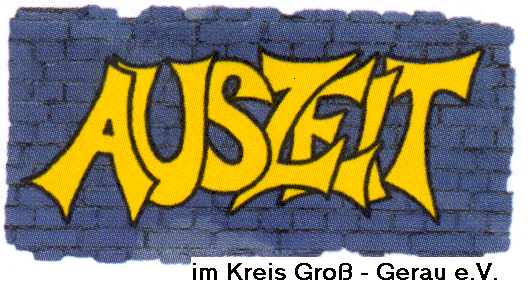 AUSZEIT
im Kreis Groß - Gerau e.V.